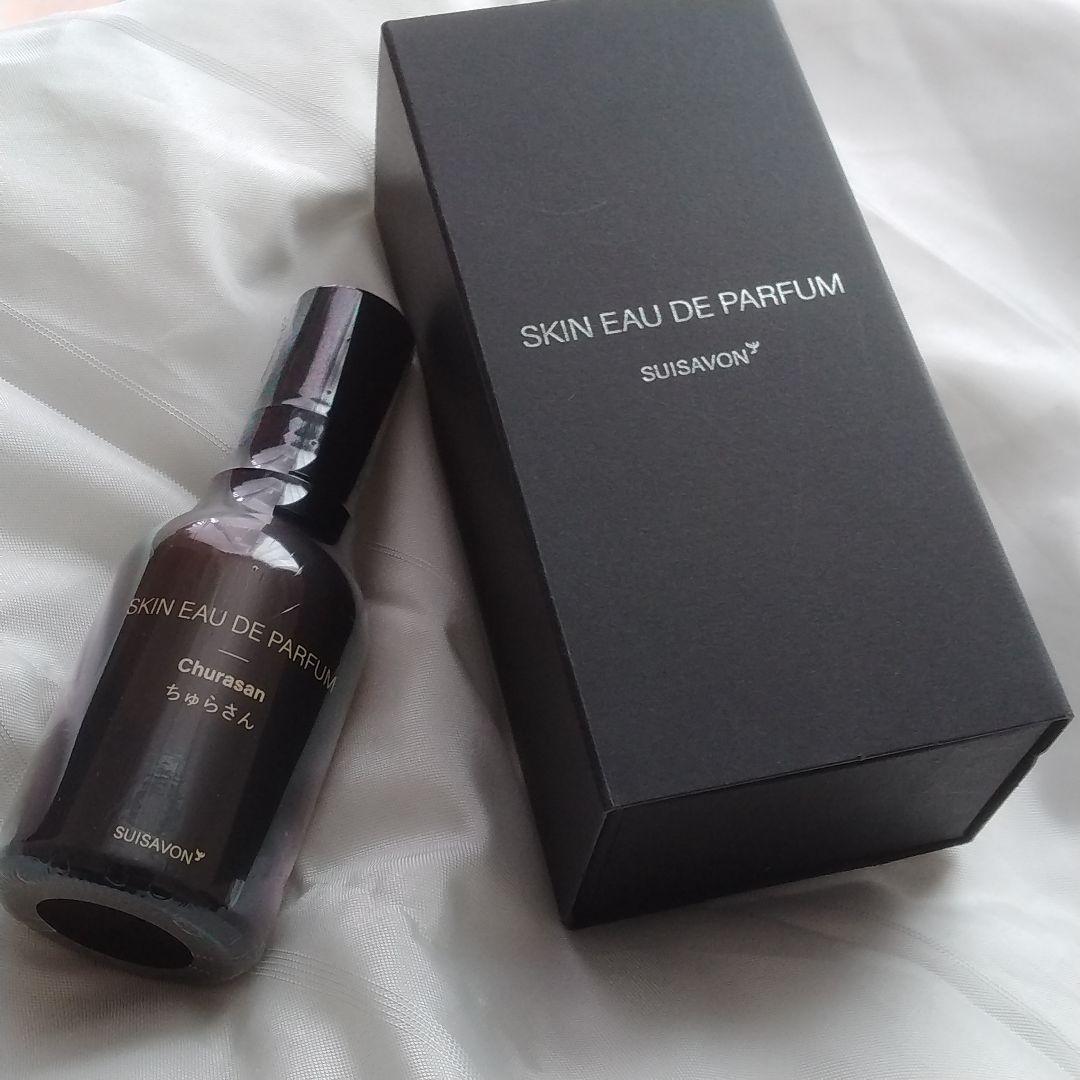 SKIN EAU DE PARFUM
SUISAVON
SKIN EAU DE PARFUM
Churasan
ちゅらさん
SUISAVON